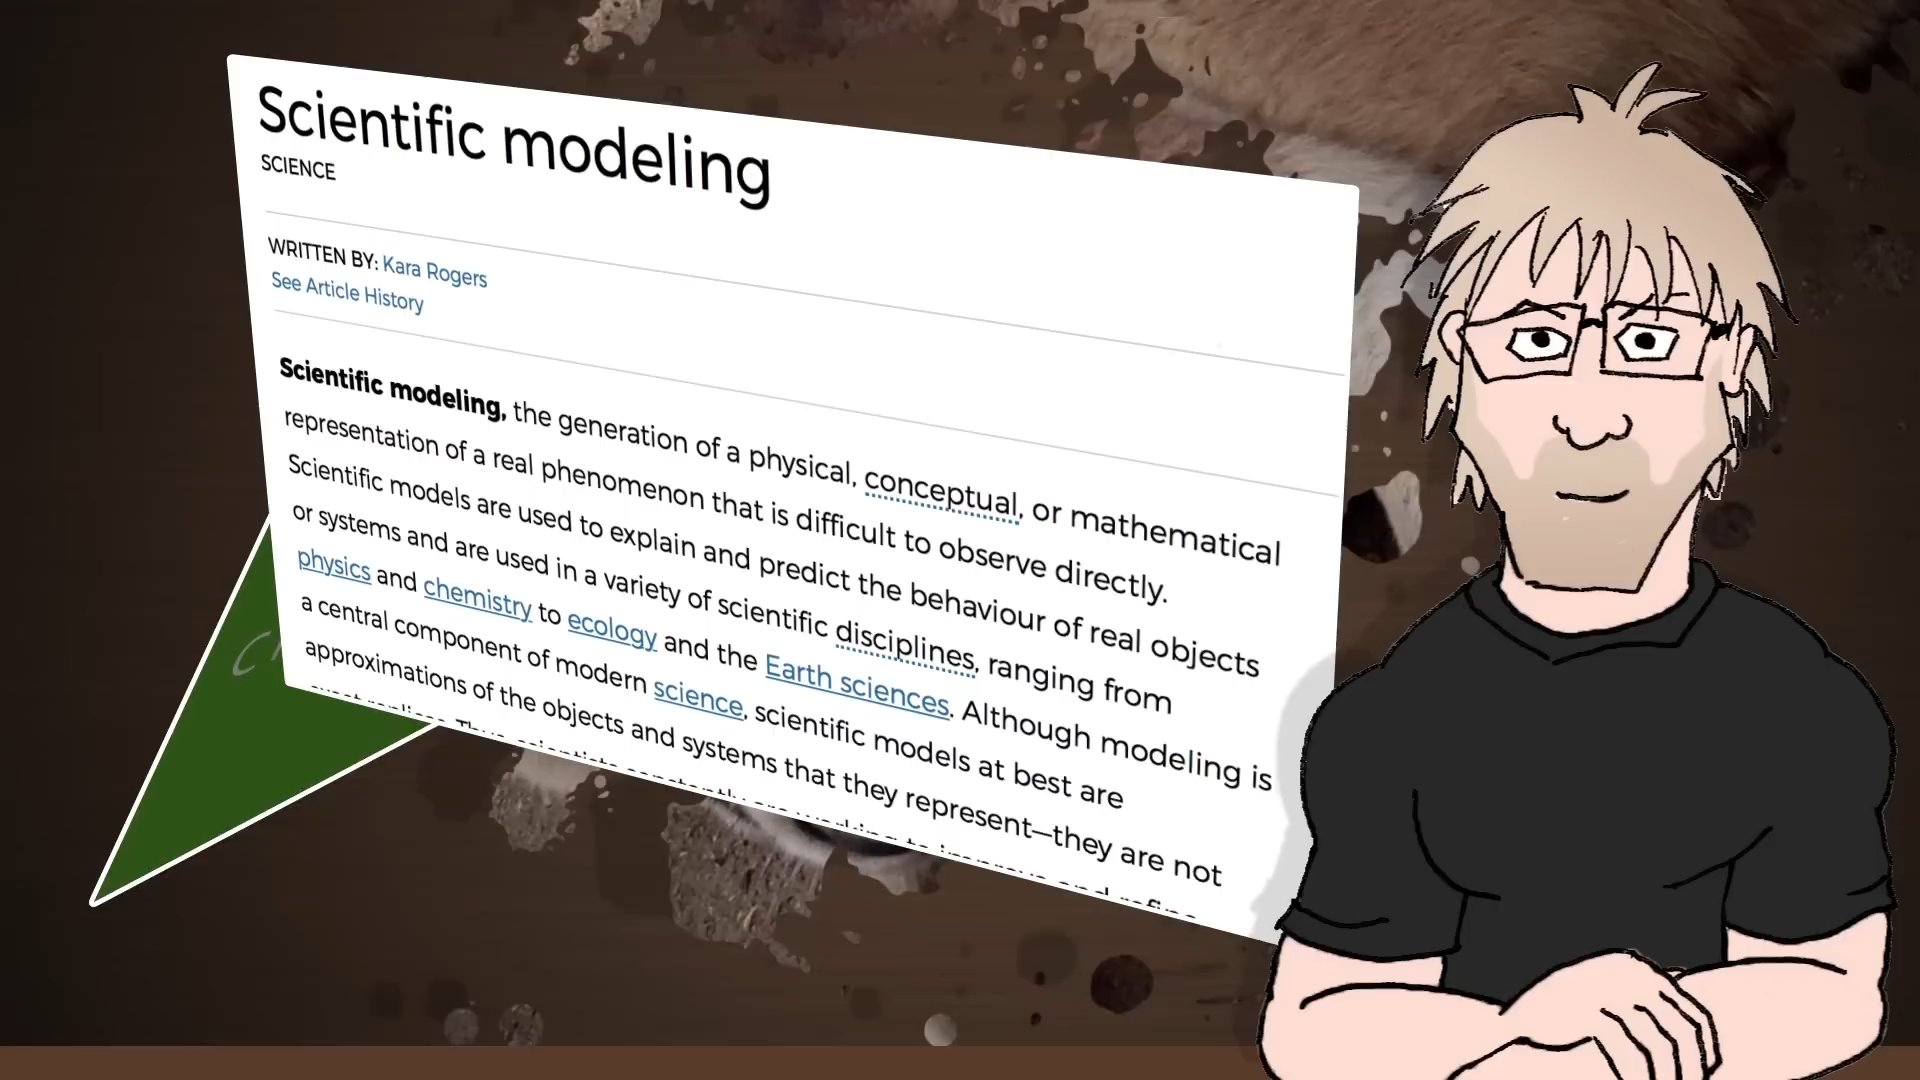 Scientific modeling
SCIENCE
WRITTEN BY: Kara Rogers
See Article History
Scientific modeling, the generation of a physical, conceptual, or mathematical
representation of a real phenomenon that is difficult to observe directly.
Scientific models are used to explain and predict the behaviour of real objects
or systems and are used in a variety of scientific disciplines, ranging from
physics and chemistry to ecology and the Earth sciences. Although modeling is
a central component of modern science, scientific models at best are
approximations of the objects and systems that they represent—they are not